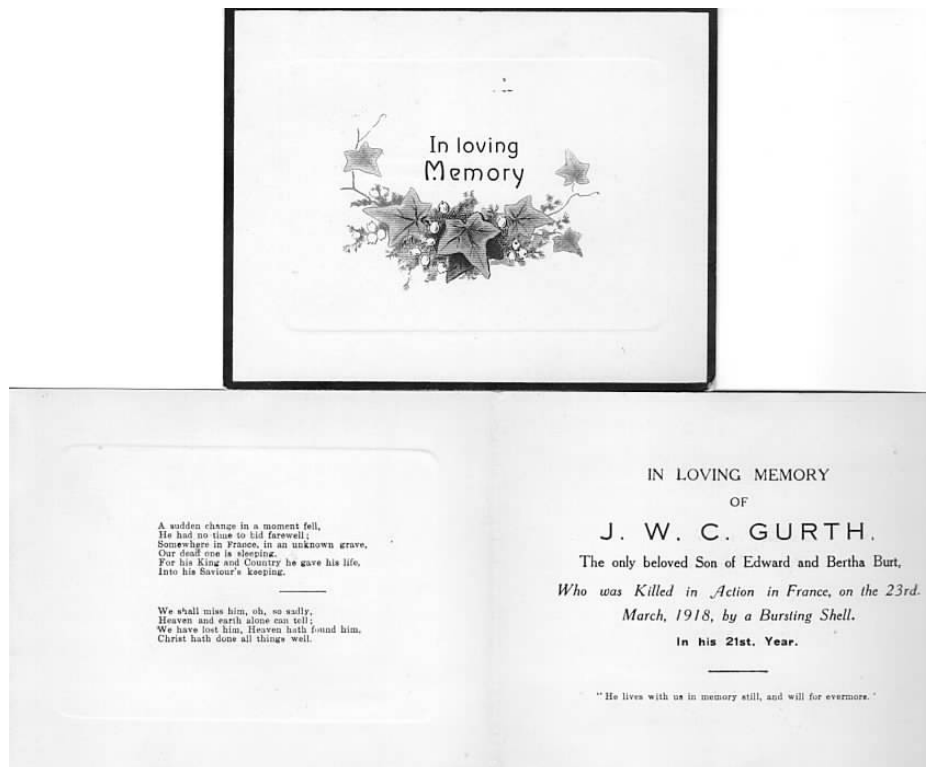 In loving
Memory
A sudden change in a moment fell,
He had no time to bid farewell;
Somewhere in France, in an unknown grave,
Our dear one is sleeping.
For his King and Country he gave his life,
Into his Saviour's keeping.
We shall miss him, oh, so sadly,
Heaven and earth alone can tell;
We have lost him, Heaven hath found him,
Christ hath done all things well.
IN LOVING MEMORY
OF
J. W. C. GURTH.
The only beloved Son of Edward and Bertha Burt,
Who was Killed in Action in France, on the 23rd.
March, 1918, by a Bursting Shell.
In his 21st. Year.
"He lives with us in memory still, and will for evermore."